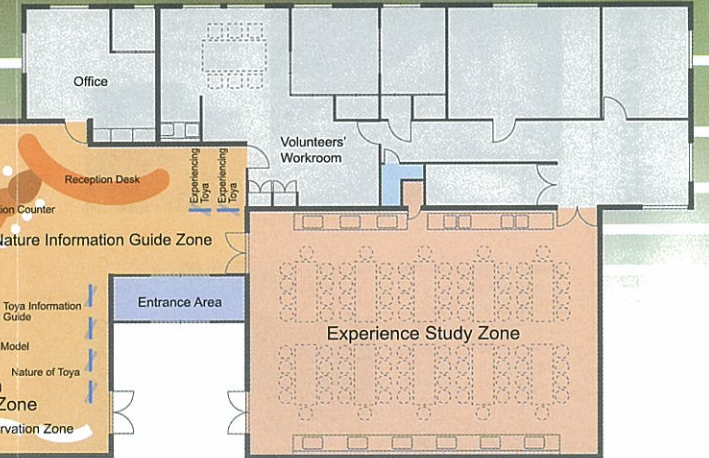 Office
Volunteers'
Workroom
Reception Desk
Experiencing
Toya
Experiencing
Toya
ion Counter
Nature Information Guide Zone
Entrance Area
Toya Information
Guide
Model
Nature of Toya
Zone
rvation Zone
Experience Study Zone